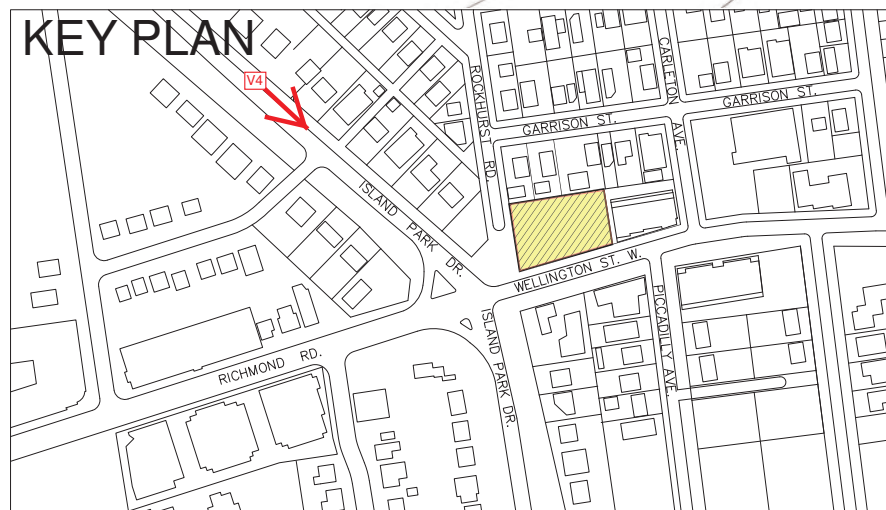 KEY PLAN
V4
ROCKHURST RD.
CARLETON AVE.
GARRISON ST.
GARRISON ST.
ISLAND PARK DR.
WELLINGTON ST. W.
ISLAND PARK DR.
PICCADILLY AVE.
RICHMOND RD.